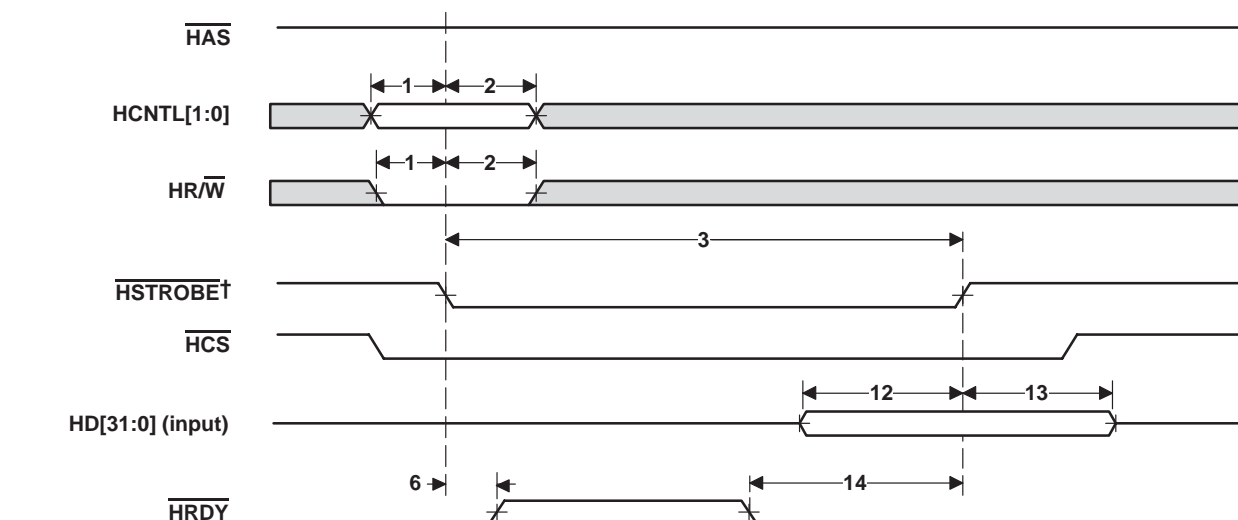 HAS
1 2
HCNTL[1:0]
1 2
HR/W
3
HSTROBE†
HCS
12 13
HD[31:0] (input)
6 14
HRDY